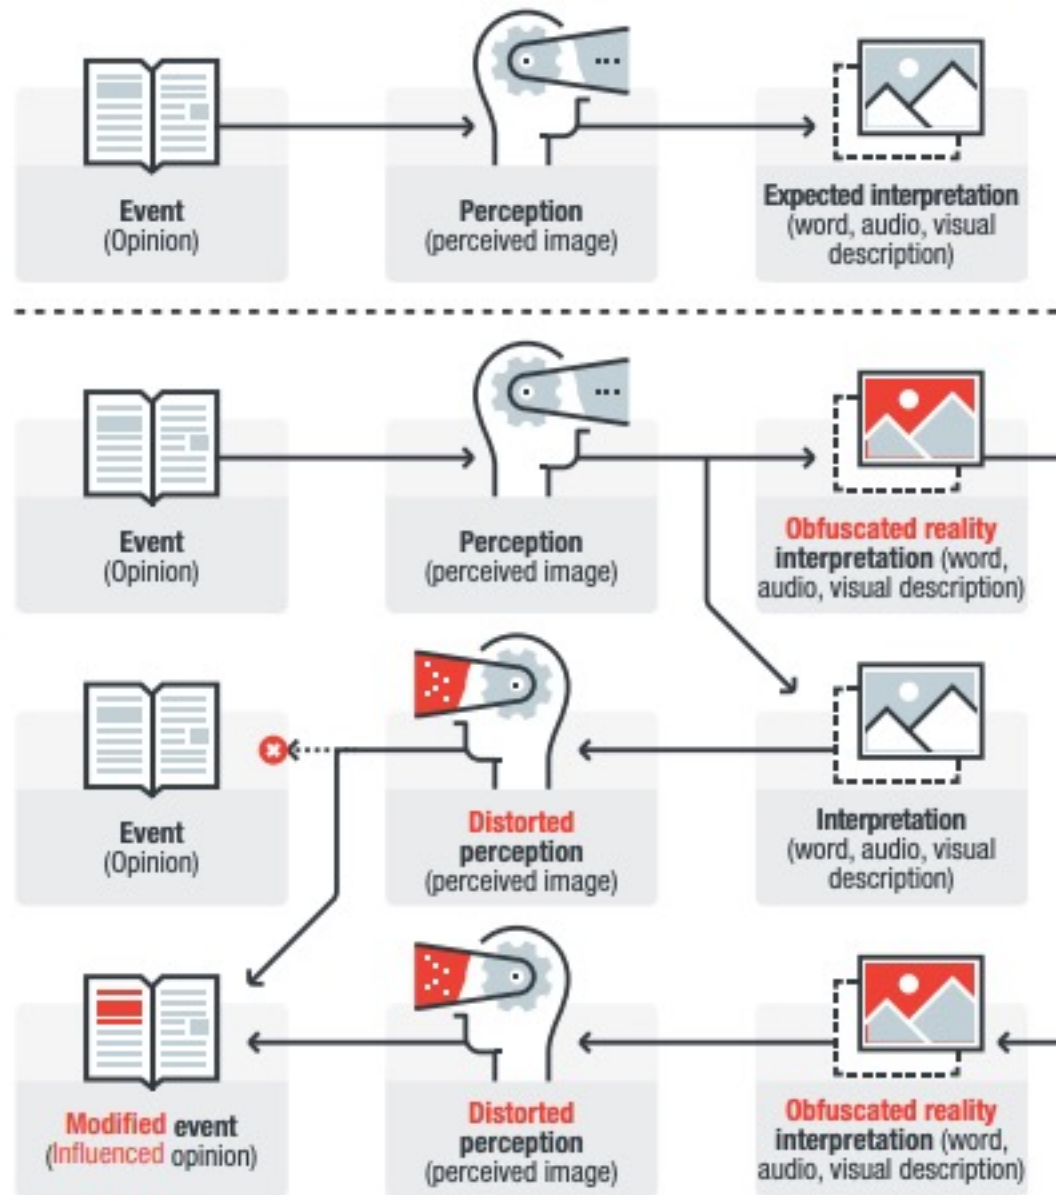 Event
(Opinion)
Perception
(perceived image)
Expected interpretation
(word, audio, visual
description)
Event
(Opinion)
Perception
(perceived image)
Obfuscated reality
interpretation (word,
audio, visual description)
Event
(Opinion)
Distorted
perception
(perceived image)
Interpretation
(word, audio, visual
description)
Modified event
(Influenced opinion)
Distorted
perception
(perceived image)
Obfuscated reality
interpretation (word,
audio, visual description)